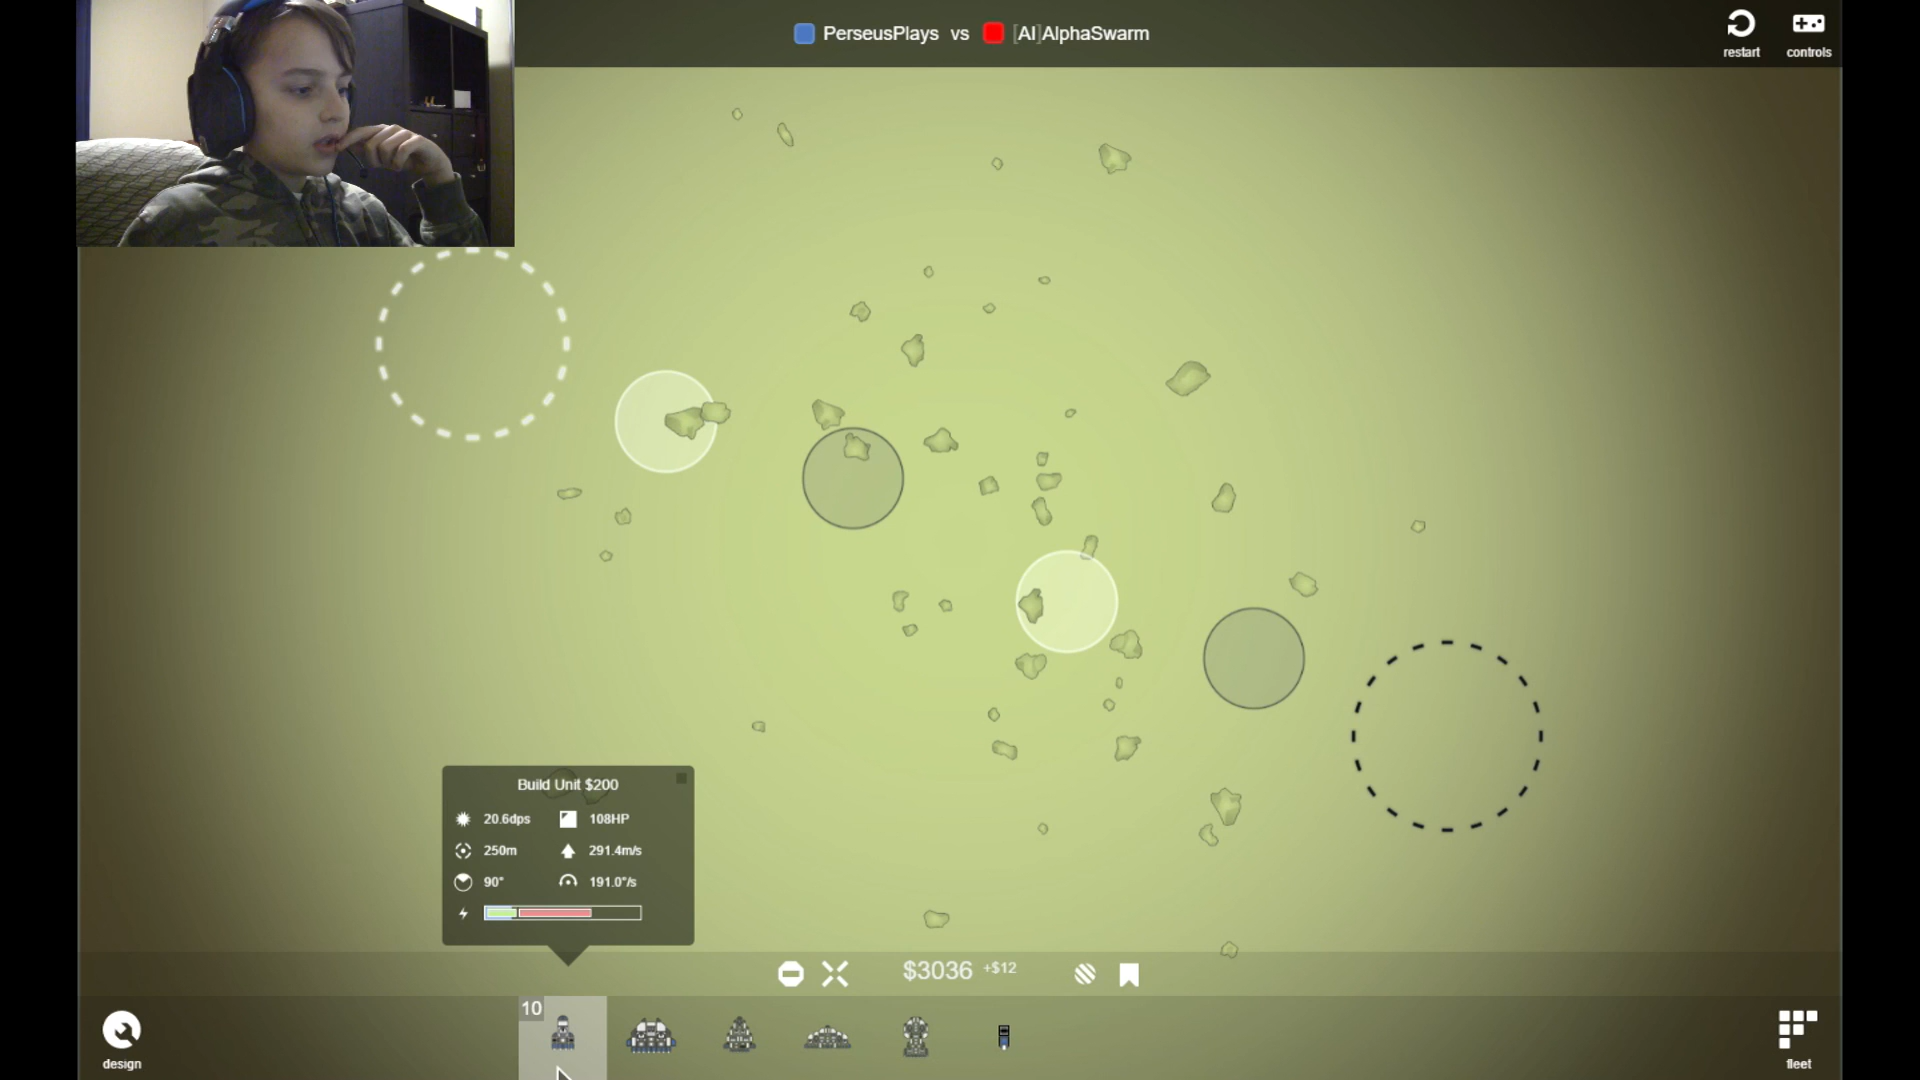 PerseusPlays vs [AI]AlphaSwarm
restart
controls
Build Unit $200
20.6dps 108HP
250m 291.4m/s
90° 191.0°/s
$3036 +$12
10
design
fleet